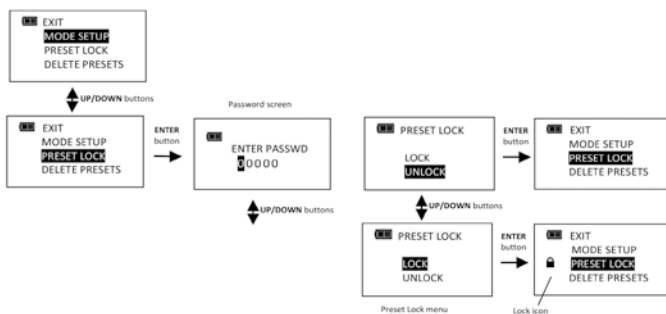 EXIT
MODE SETUP
PRESET LOCK
DELETE PRESETS
UP/DOWN buttons
EXIT
MODE SETUP
PRESET LOCK
DELETE PRESETS
ENTER
button
Password screen
ENTER PASSWD
00000
UP/DOWN buttons
PRESET LOCK
LOCK
UNLOCK
ENTER
button
EXIT
MODE SETUP
PRESET LOCK
DELETE PRESETS
UP/DOWN buttons
PRESET LOCK
LOCK
UNLOCK
Preset Lock menu
ENTER
button
EXIT
MODE SETUP
PRESET LOCK
DELETE PRESETS
Lock icon